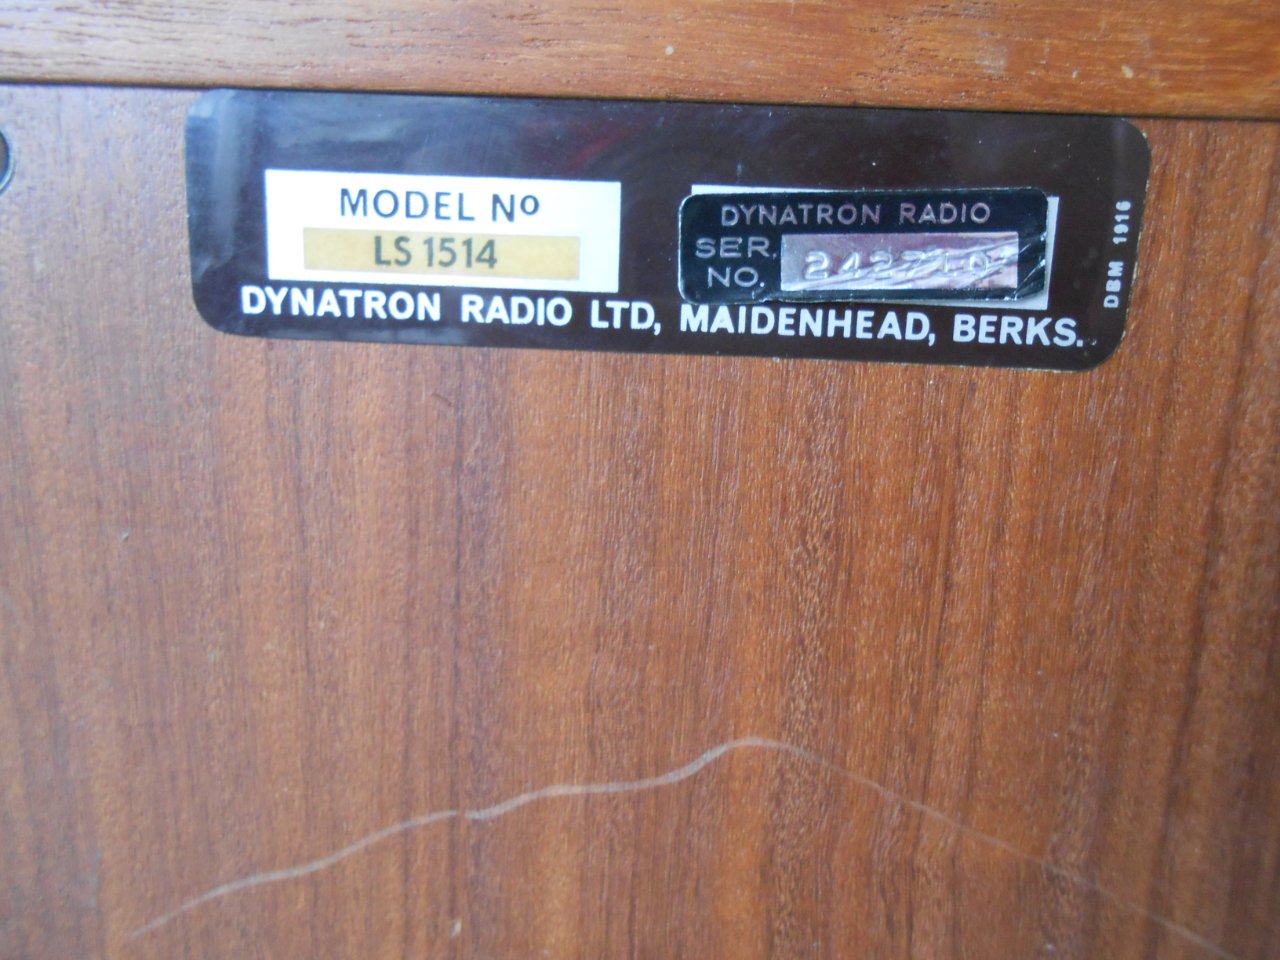 MODEL Nº
LS 1514
DYNATRON RADIO
SER.
NO.
DYNATRON RADIO LTD, MAIDENHEAD, BERKS.
DBM 1916